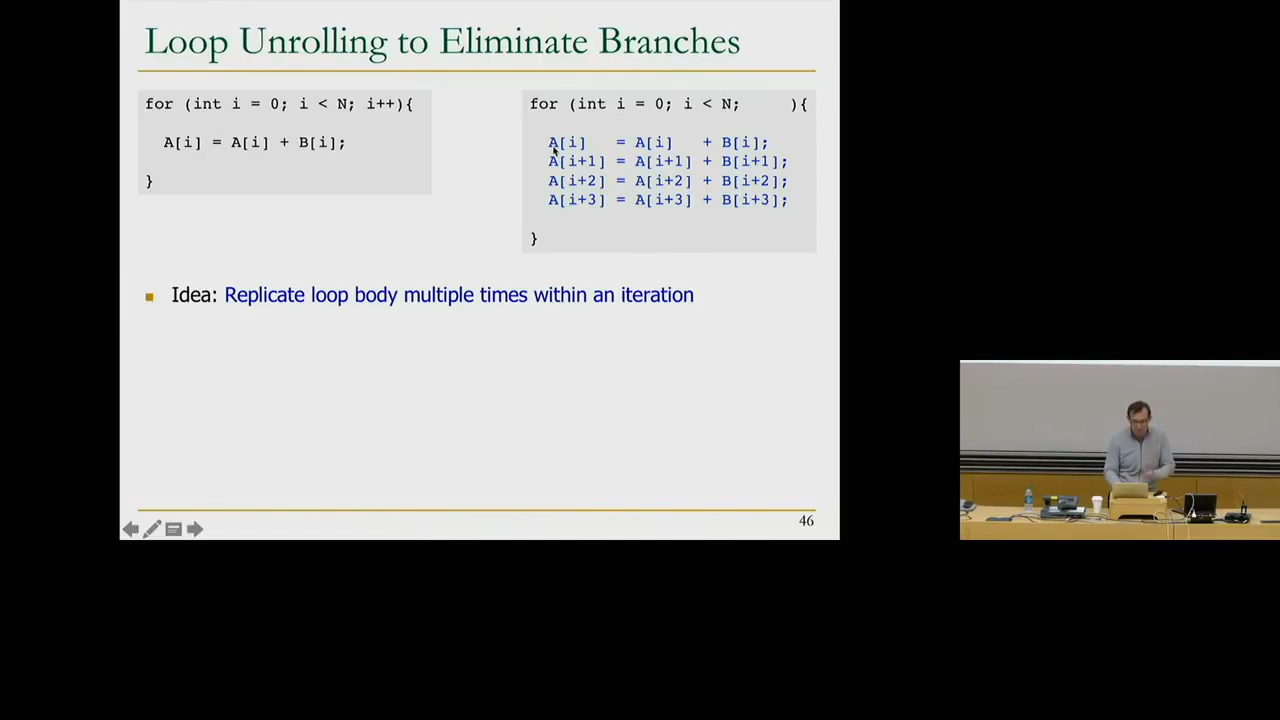 Loop Unrolling to Eliminate Branches
for (int i = 0; i < N; i++){
A[i] = A[i] + B[i];
}
for (int i = 0; i < N;      ){
A[i]   = A[i]   + B[i];
A[i+1] = A[i+1] + B[i+1];
A[i+2] = A[i+2] + B[i+2];
A[i+3] = A[i+3] + B[i+3];
}
Idea: Replicate loop body multiple times within an iteration
46